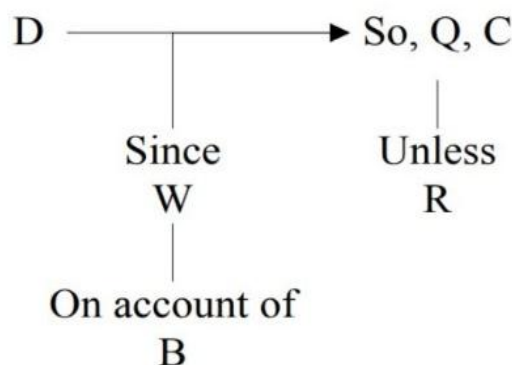 D So, Q, C
Since Unless
W R
On account of
B